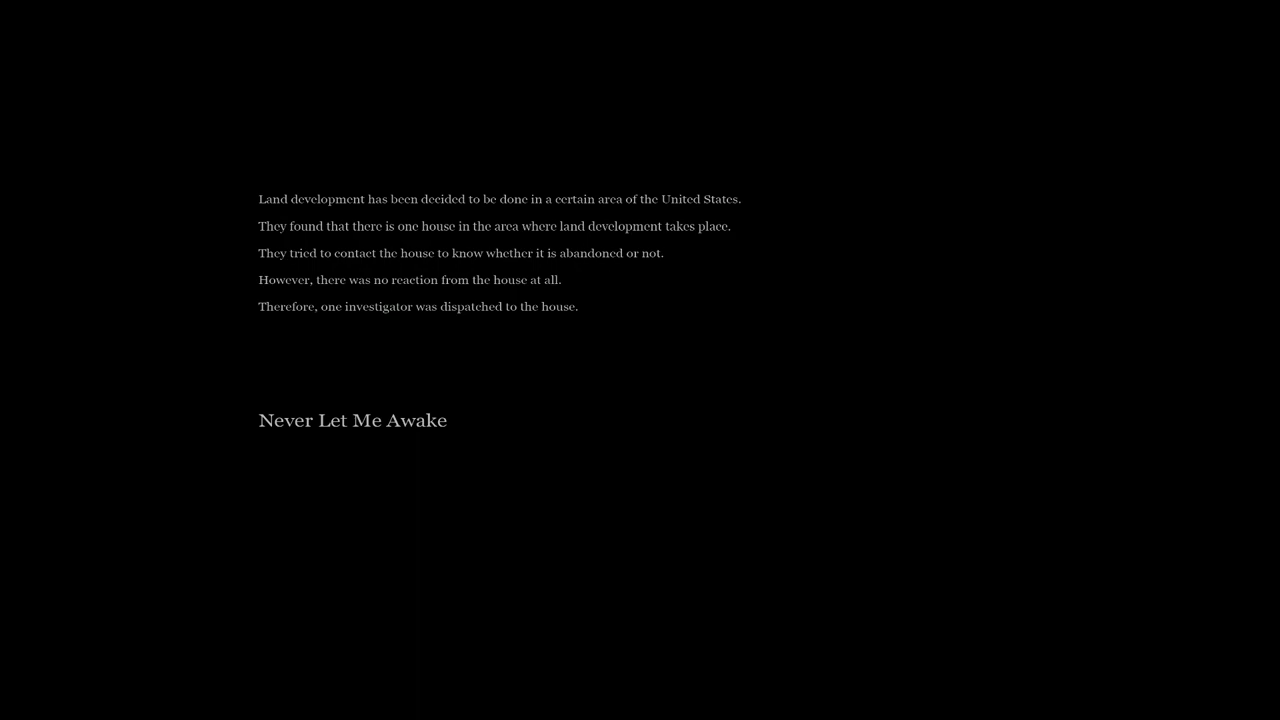 Land development has been decided to be done in a certain area of the United States.
They found that there is one house in the area where land development takes place.
They tried to contact the house to know whether it is abandoned or not.
However, there was no reaction from the house at all.
Therefore, one investigator was dispatched to the house.
Never Let Me Awake